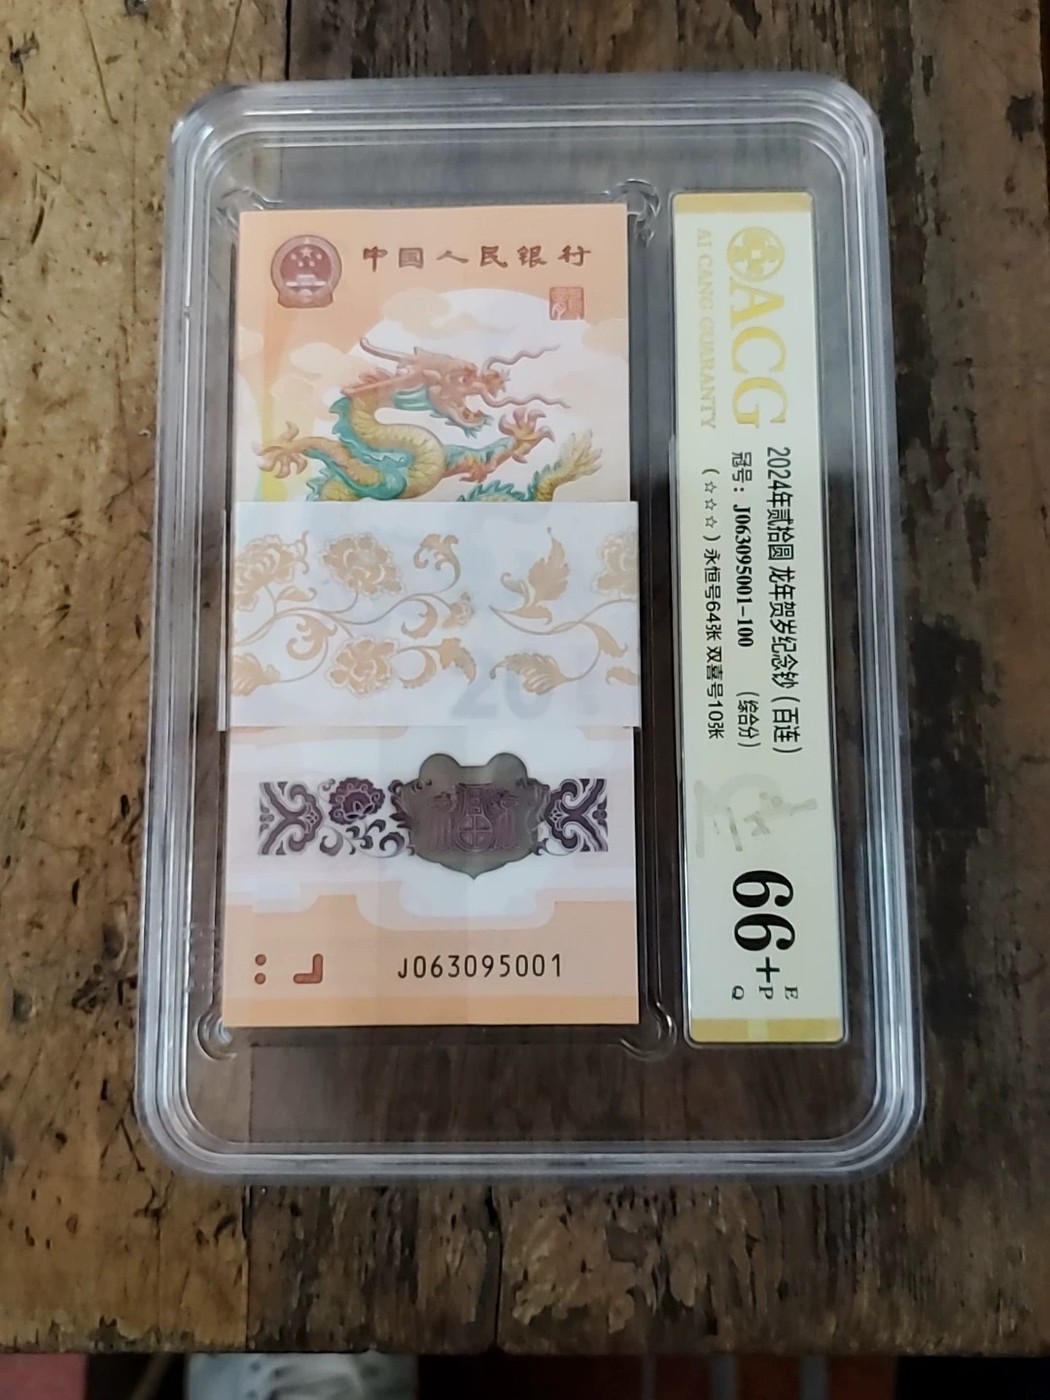 中国人民银行
J063095001
ACG
AI CANG GUARANTY
2024年贰拾圆 龙年贺岁纪念钞（百连）
冠号：J063095001-100 （综合分）
（☆☆☆）永恒号64张 双喜号10张
66+
E
P
Q